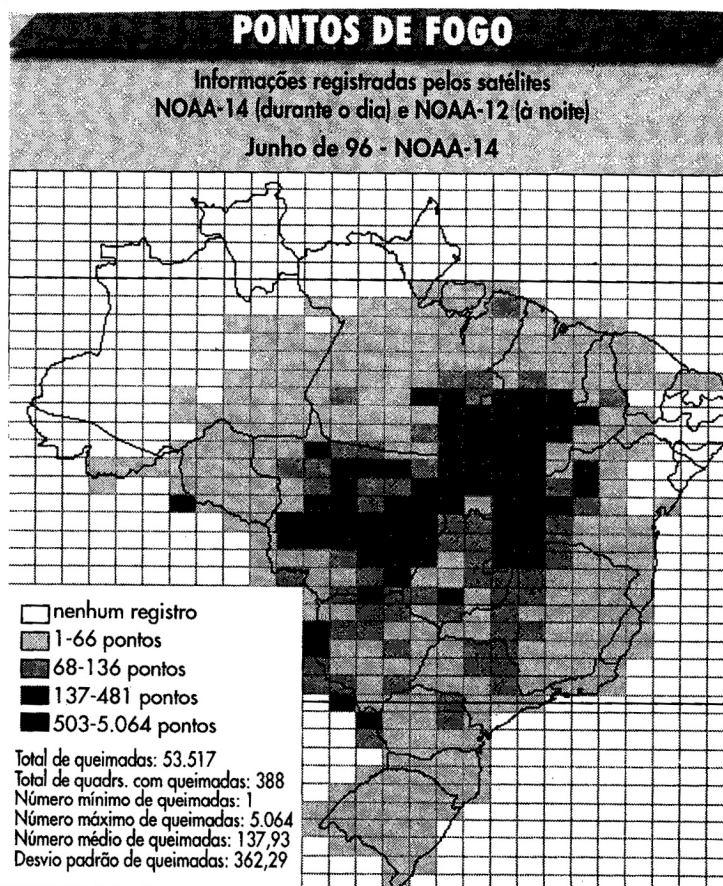 PONTOS DE FOGO
Informações registradas pelos satélites
NOAA-14 (durante o dia) e NOAA-12 (à noite)
Junho de 96 - NOAA-14
nenhum registro
1-66 pontos
68-136 pontos
137-481 pontos
503-5.064 pontos
Total de queimadas: 53.517
Total de quadrs. com queimadas: 388
Número mínimo de queimadas: 1
Número máximo de queimadas: 5.064
Número médio de queimadas: 137,93
Desvio padrão de queimadas: 362,29